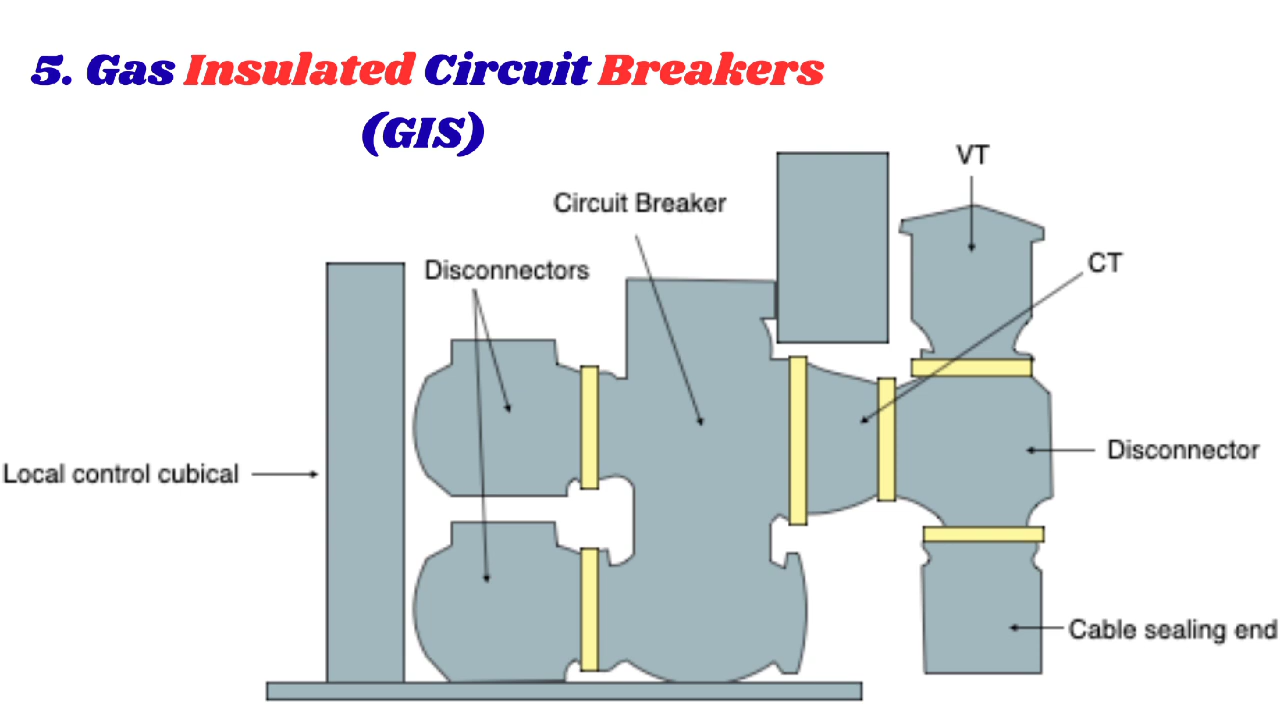 5. Gas Insulated Circuit Breakers
(GIS)
VT
Circuit Breaker
CT
Disconnectors
Disconnector
Local control cubical
Cable sealing end